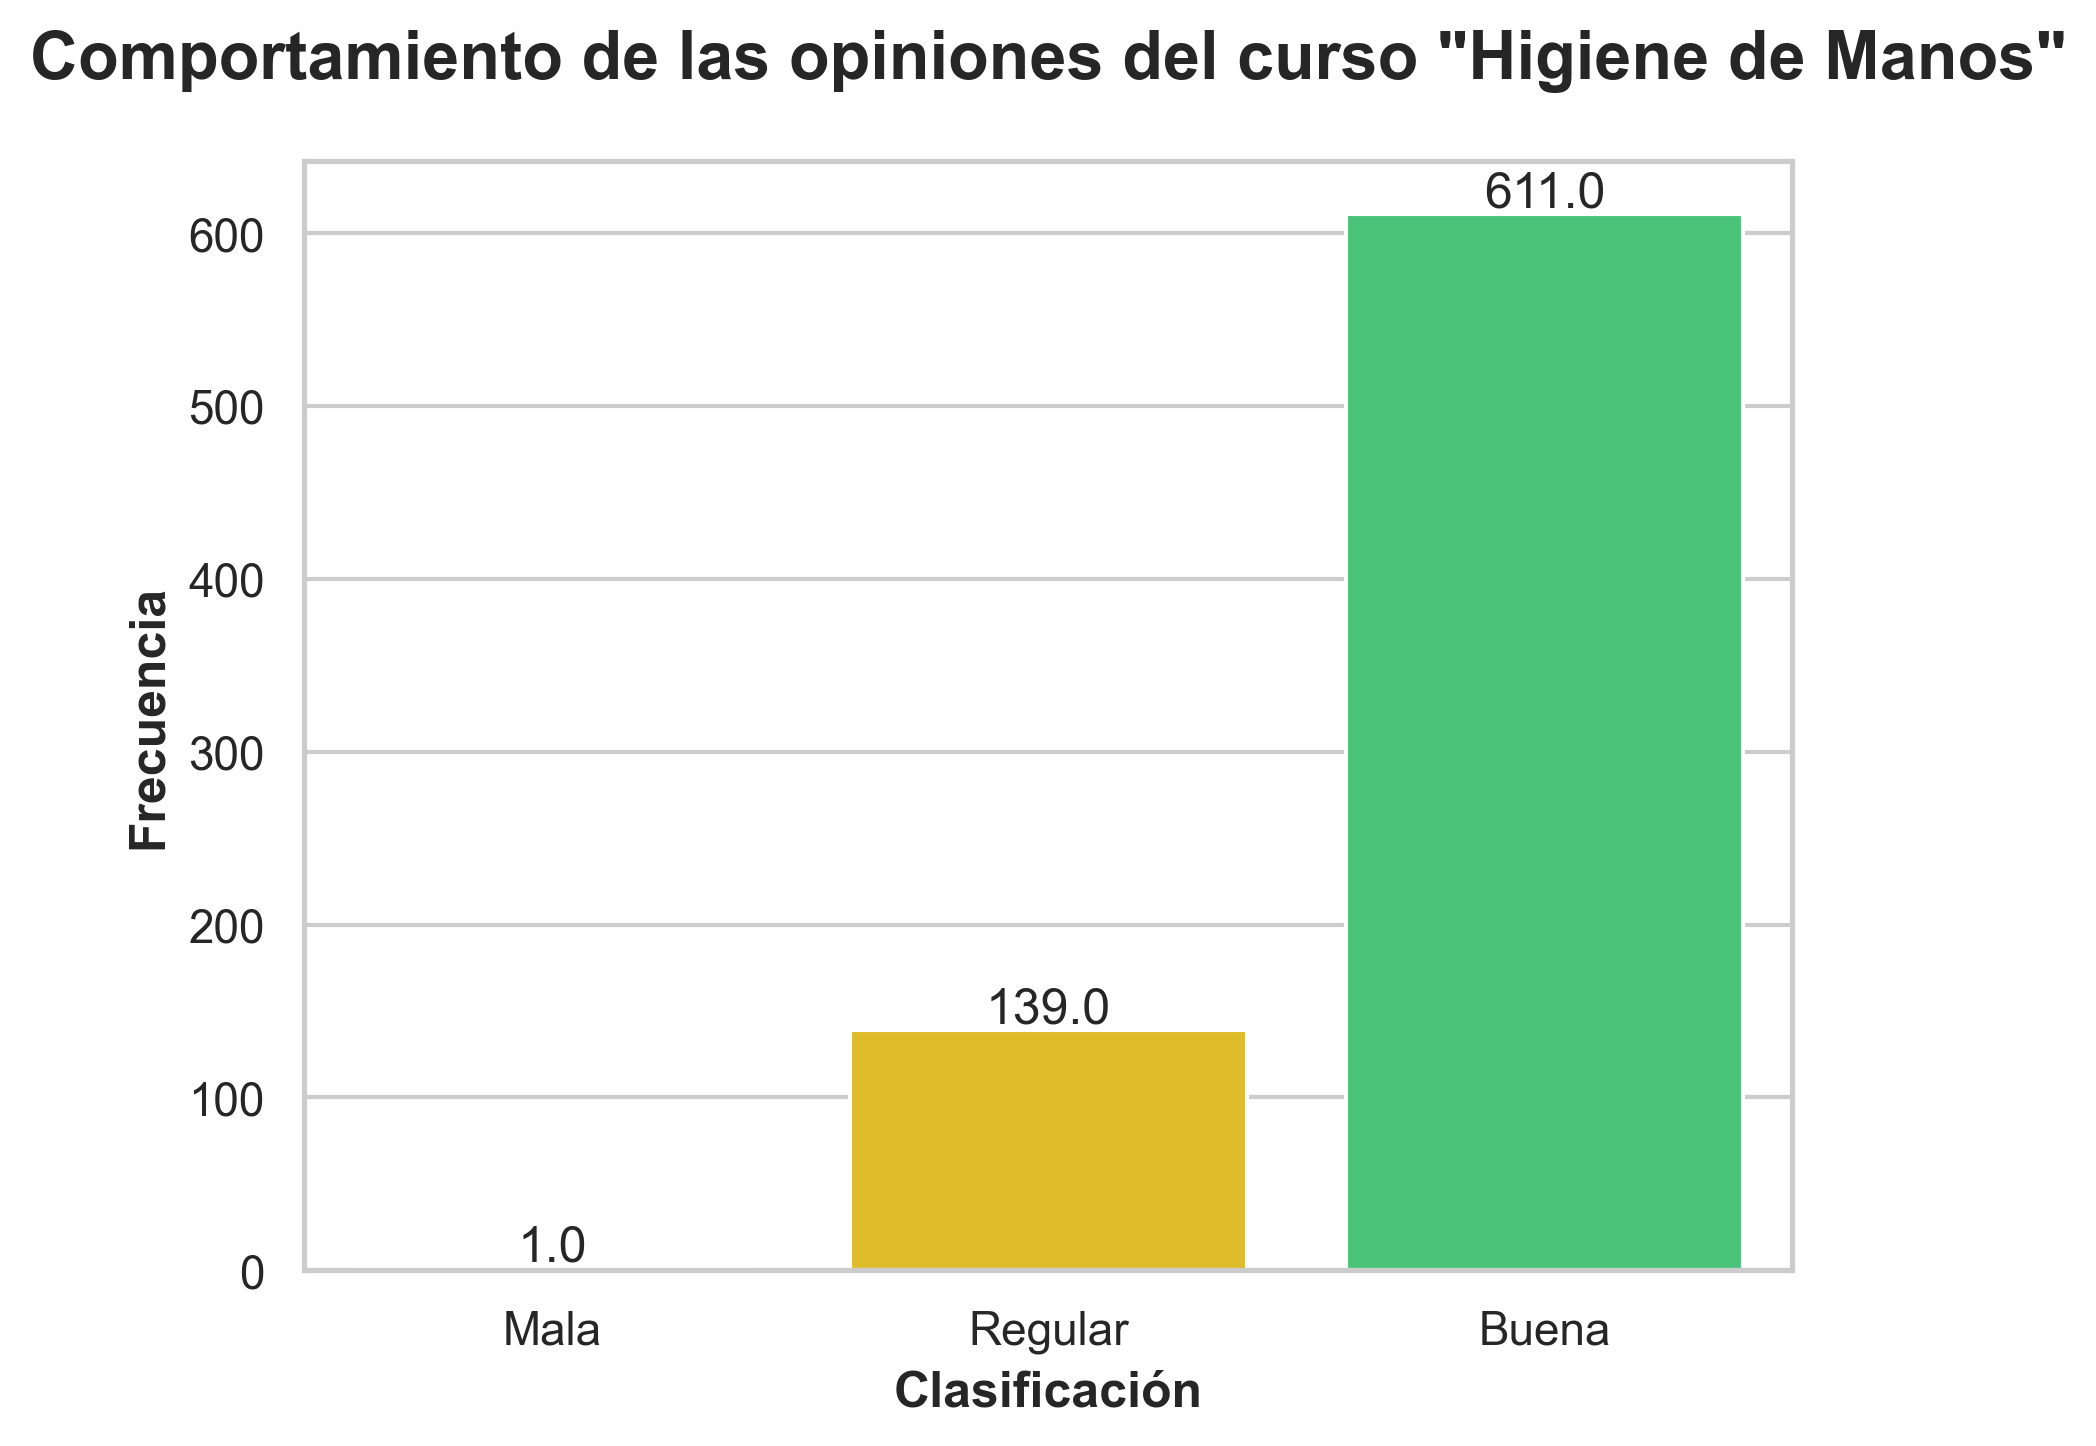 Comportamiento de las opiniones del curso "Higiene de Manos"
611.0
600
500
400
300
200
139.0
100
1.0
0
Frecuencia
Mala
Regular
Buena
Clasificación